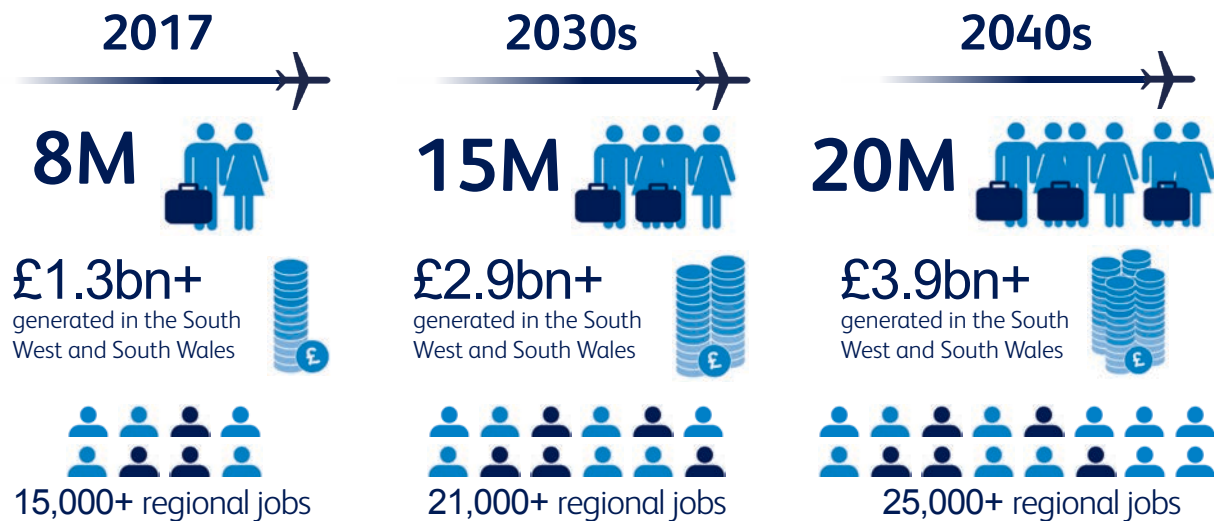 2017
8M
£1.3bn+
generated in the South
West and South Wales
£
15,000+ regional jobs
2030s
15M
£2.9bn+
generated in the South
West and South Wales
£
21,000+ regional jobs
2040s
20M
£3.9bn+
generated in the South
West and South Wales
£
25,000+ regional jobs